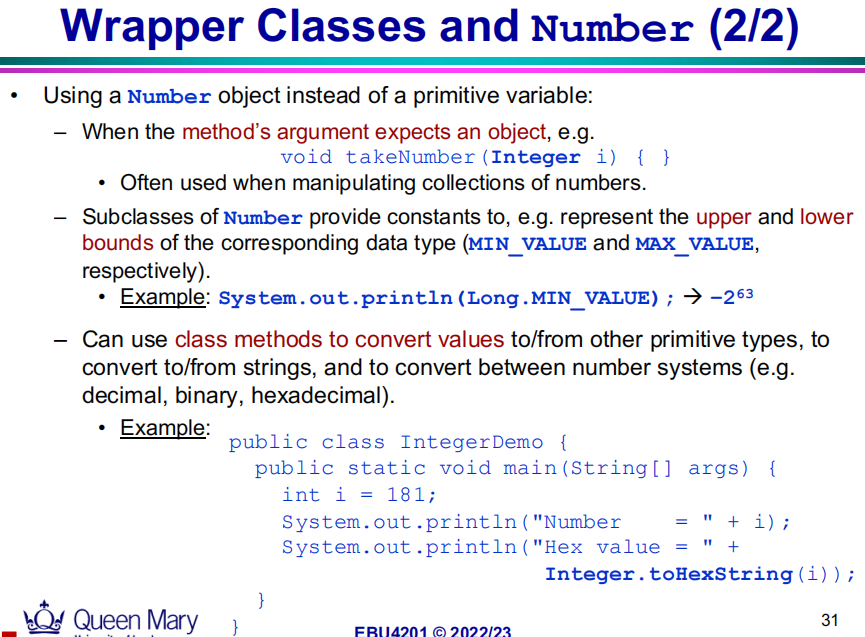 Wrapper Classes and Number (2/2)
• Using a Number object instead of a primitive variable:
– When the method's argument expects an object, e.g.
void takeNumber(Integer i) { }
• Often used when manipulating collections of numbers.
– Subclasses of Number provide constants to, e.g. represent the upper and lower
bounds of the corresponding data type (MIN_VALUE and MAX_VALUE,
respectively).
• Example: System.out.println(Long.MIN_VALUE); → –2⁶³
– Can use class methods to convert values to/from other primitive types, to
convert to/from strings, and to convert between number systems (e.g.
decimal, binary, hexadecimal).
• Example:
public class IntegerDemo {
public static void main(String[] args) {
int i = 181;
System.out.println("Number    = " + i);
System.out.println("Hex value = " +
Integer.toHexString(i));
}
}
Queen Mary
EBU4201 © 2022/23
31